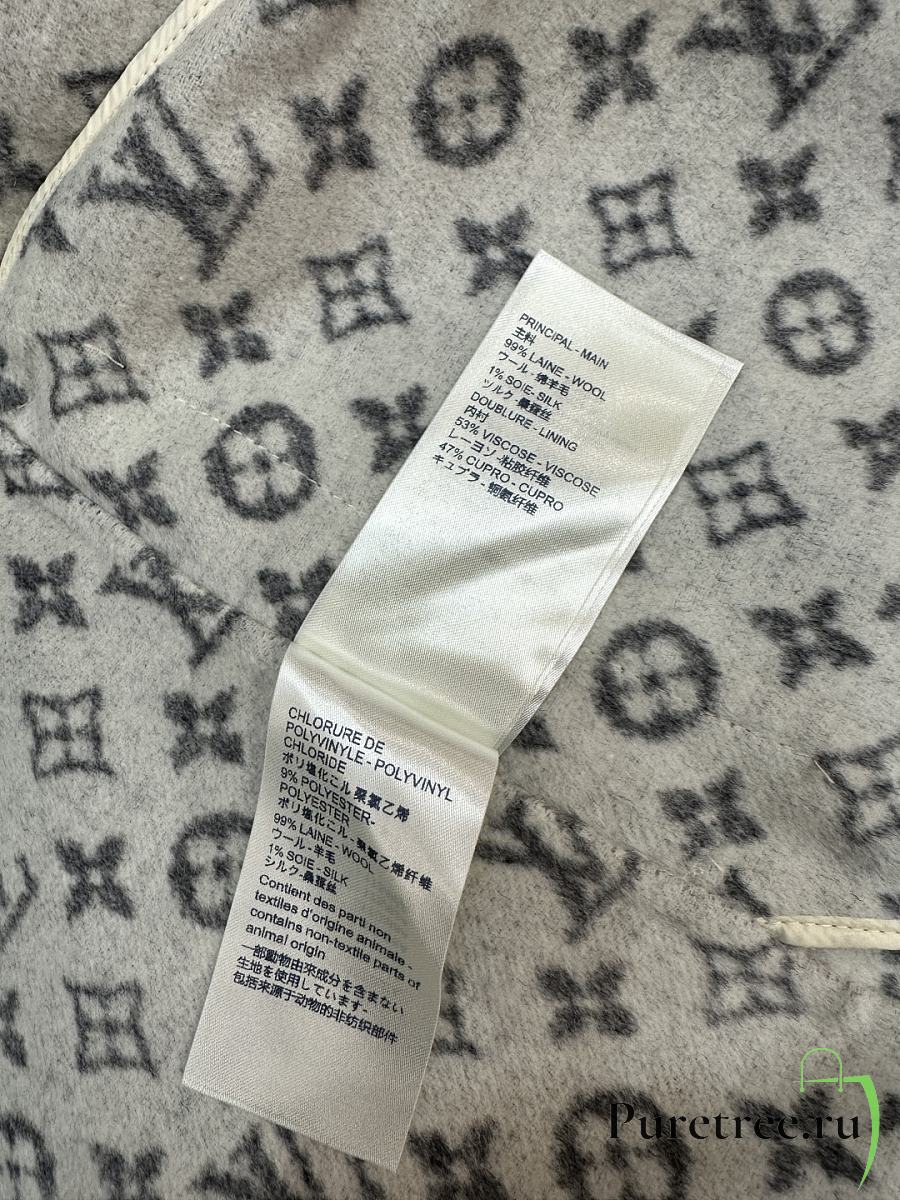 PRINCIPAL - MAIN
主料
99% LAINE - WOOL
ウール - 绵羊毛
1% SOIE- SILK
ツルク -桑蚕丝
DOUBLURE - LINING
内衬
53% VISCOSE - VISCOSE
レーヨソ -粘胶纤维
47% CUPRO - CUPRO
キュプラ - 铜氨纤维
CHLORURE DE
POLYVINYLE - POLYVINYL
CHLORIDE
ポリ塩化こル 聚氯乙烯
9% POLYESTER-
POLYESTER
ポリ塩化こル - 聚氯乙烯纤维
99% LAINE - WOOL
ウール - 羊毛
1% SOIE - SILK
シルク -桑蚕丝
Contient des parti non
textiles d'origine animale -
contains non-textile parts of
animal origin
一部動物由來成分を含まない
生地を使用しています-
包括来源于动物的非纺织部件
Puretree.ru